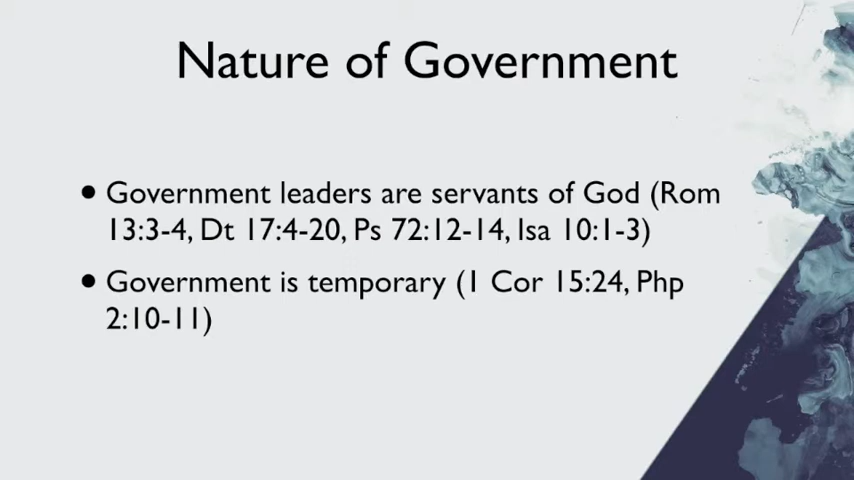 Nature of Government
• Government leaders are servants of God (Rom
13:3-4, Dt 17:4-20, Ps 72:12-14, Isa 10:1-3)
• Government is temporary (1 Cor 15:24, Php
2:10-11)